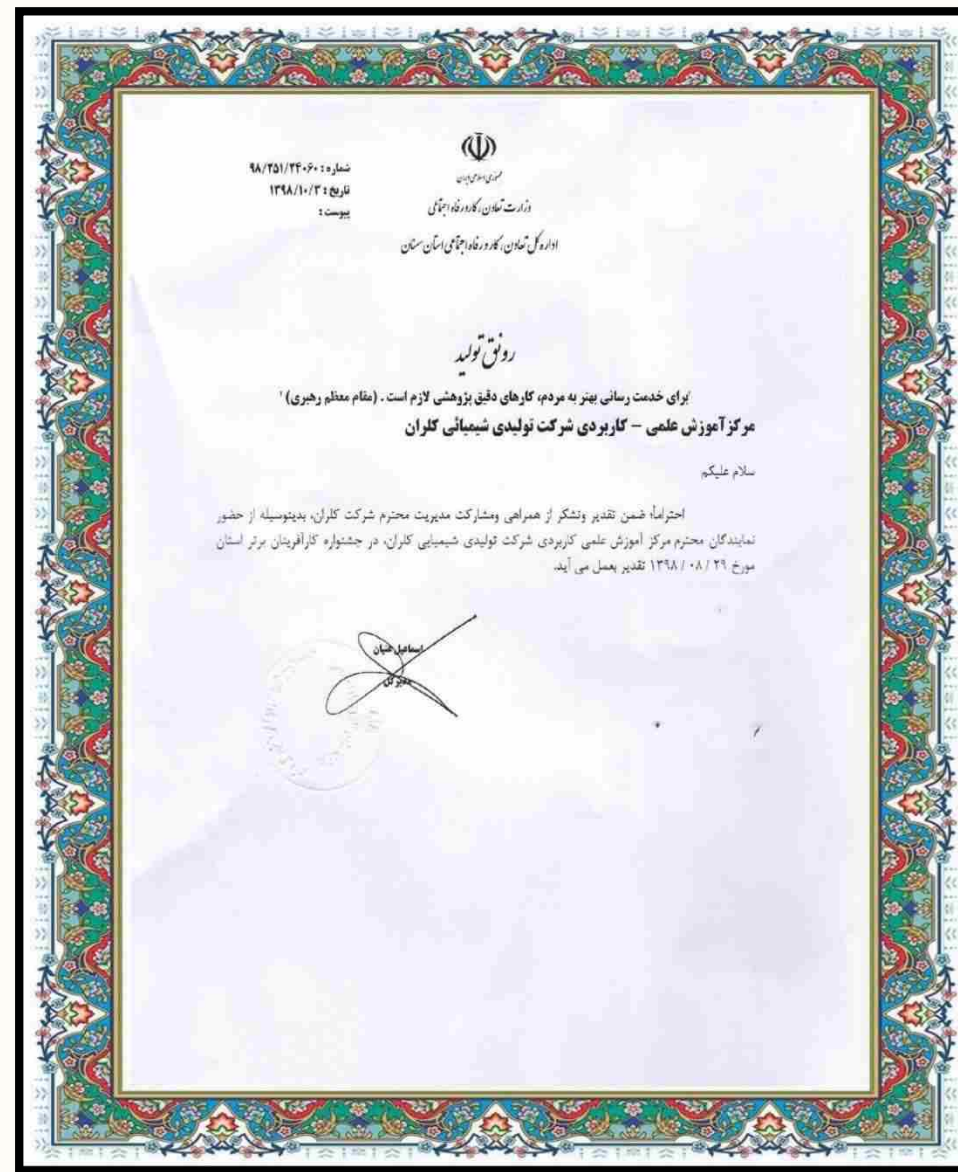 جمهوری اسلامی ایران
وزارت تعاون، کار و رفاه اجتماعی
اداره کل تعاون، کار و رفاه اجتماعی استان سمنان
شماره : ۹۸/۲۵۱/۲۴۰۶۰
تاریخ : ۱۳۹۸/۱۰/۳
پیوست :
رونق تولید
برای خدمت رسانی بهتر به مردم، کارهای دقیق پژوهشی لازم است . (مقام معظم رهبری)
مرکز آموزش علمی – کاربردی شرکت تولیدی شیمیائی کلران
سلام علیکم
احتراماً؛ ضمن تقدیر وتشکر از همراهی ومشارکت مدیریت محترم شرکت کلران، بدینوسیله از حضور
نمایندگان محترم مرکز آموزش علمی کاربردی شرکت تولیدی شیمیایی کلران، در جشنواره کارآفرینان برتر استان
مورخ ۲۹ / ۰۸ / ۱۳۹۸ تقدیر بعمل می آید.
اسماعیل
مدیر کل